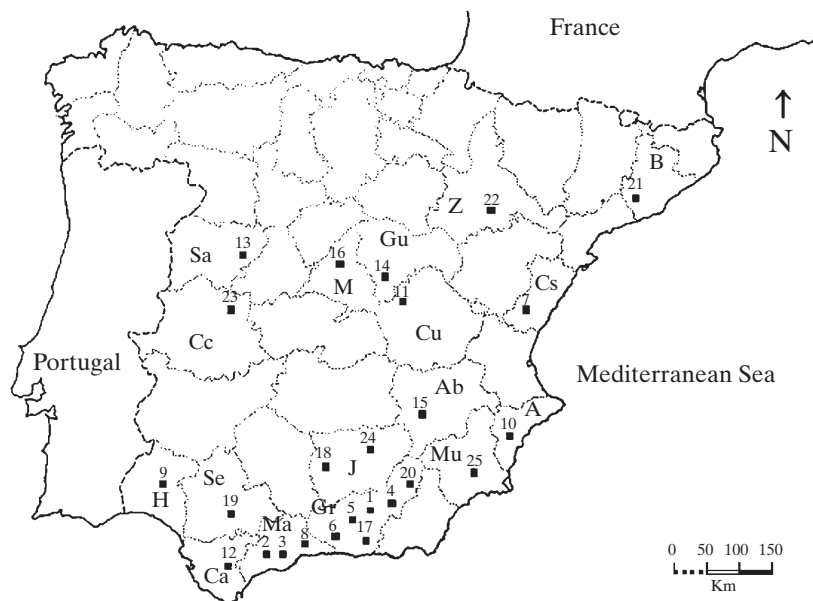 France
N
B
21
Z
22
Gu
Sa
13
16
14
M
11
Cs
7
23
Cc
Cu
Portugal
Mediterranean Sea
Ab
15
A
10
24
18
J
Mu
25
20
9
H
Se
19
Gr
5
1
4
Ma
6
17
12
2
3
8
Ca
0 50 100 150
Km